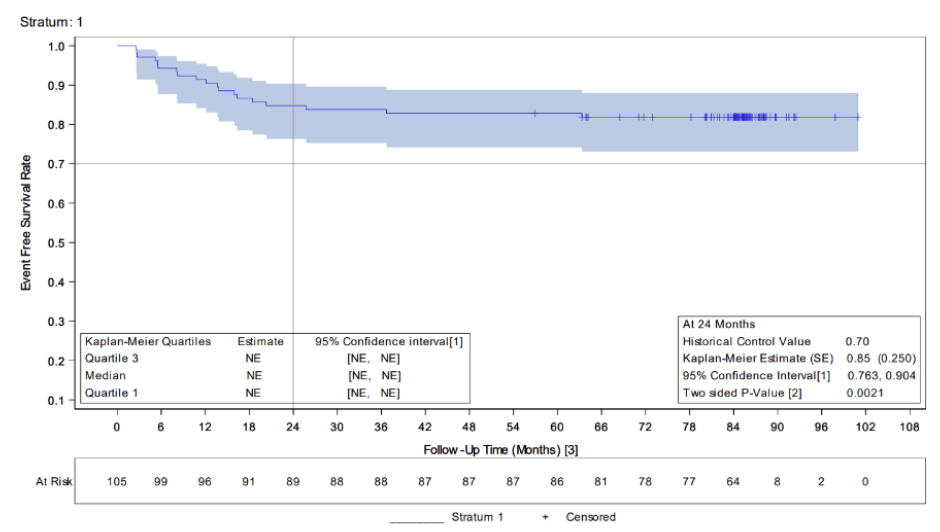 Stratum: 1
1.0
0.9
0.8
0.7
0.6
0.5
0.4
0.3
0.2
0.1
Event Free Survival Rate
Kaplan-Meier Quartiles Estimate 95% Confidence interval[1]
Quartile 3 NE [NE, NE]
Median NE [NE, NE]
Quartile 1 NE [NE, NE]
At 24 Months
Historical Control Value 0.70
Kaplan-Meier Estimate (SE) 0.85 (0.250)
95% Confidence Interval[1] 0.763, 0.904
Two sided P-Value [2] 0.0021
0 6 12 18 24 30 36 42 48 54 60 66 72 78 84 90 96 102 108
Follow-Up Time (Months) [3]
At Risk 105 99 96 91 89 88 88 87 87 87 86 81 78 77 64 8 2 0
Stratum 1 + Censored